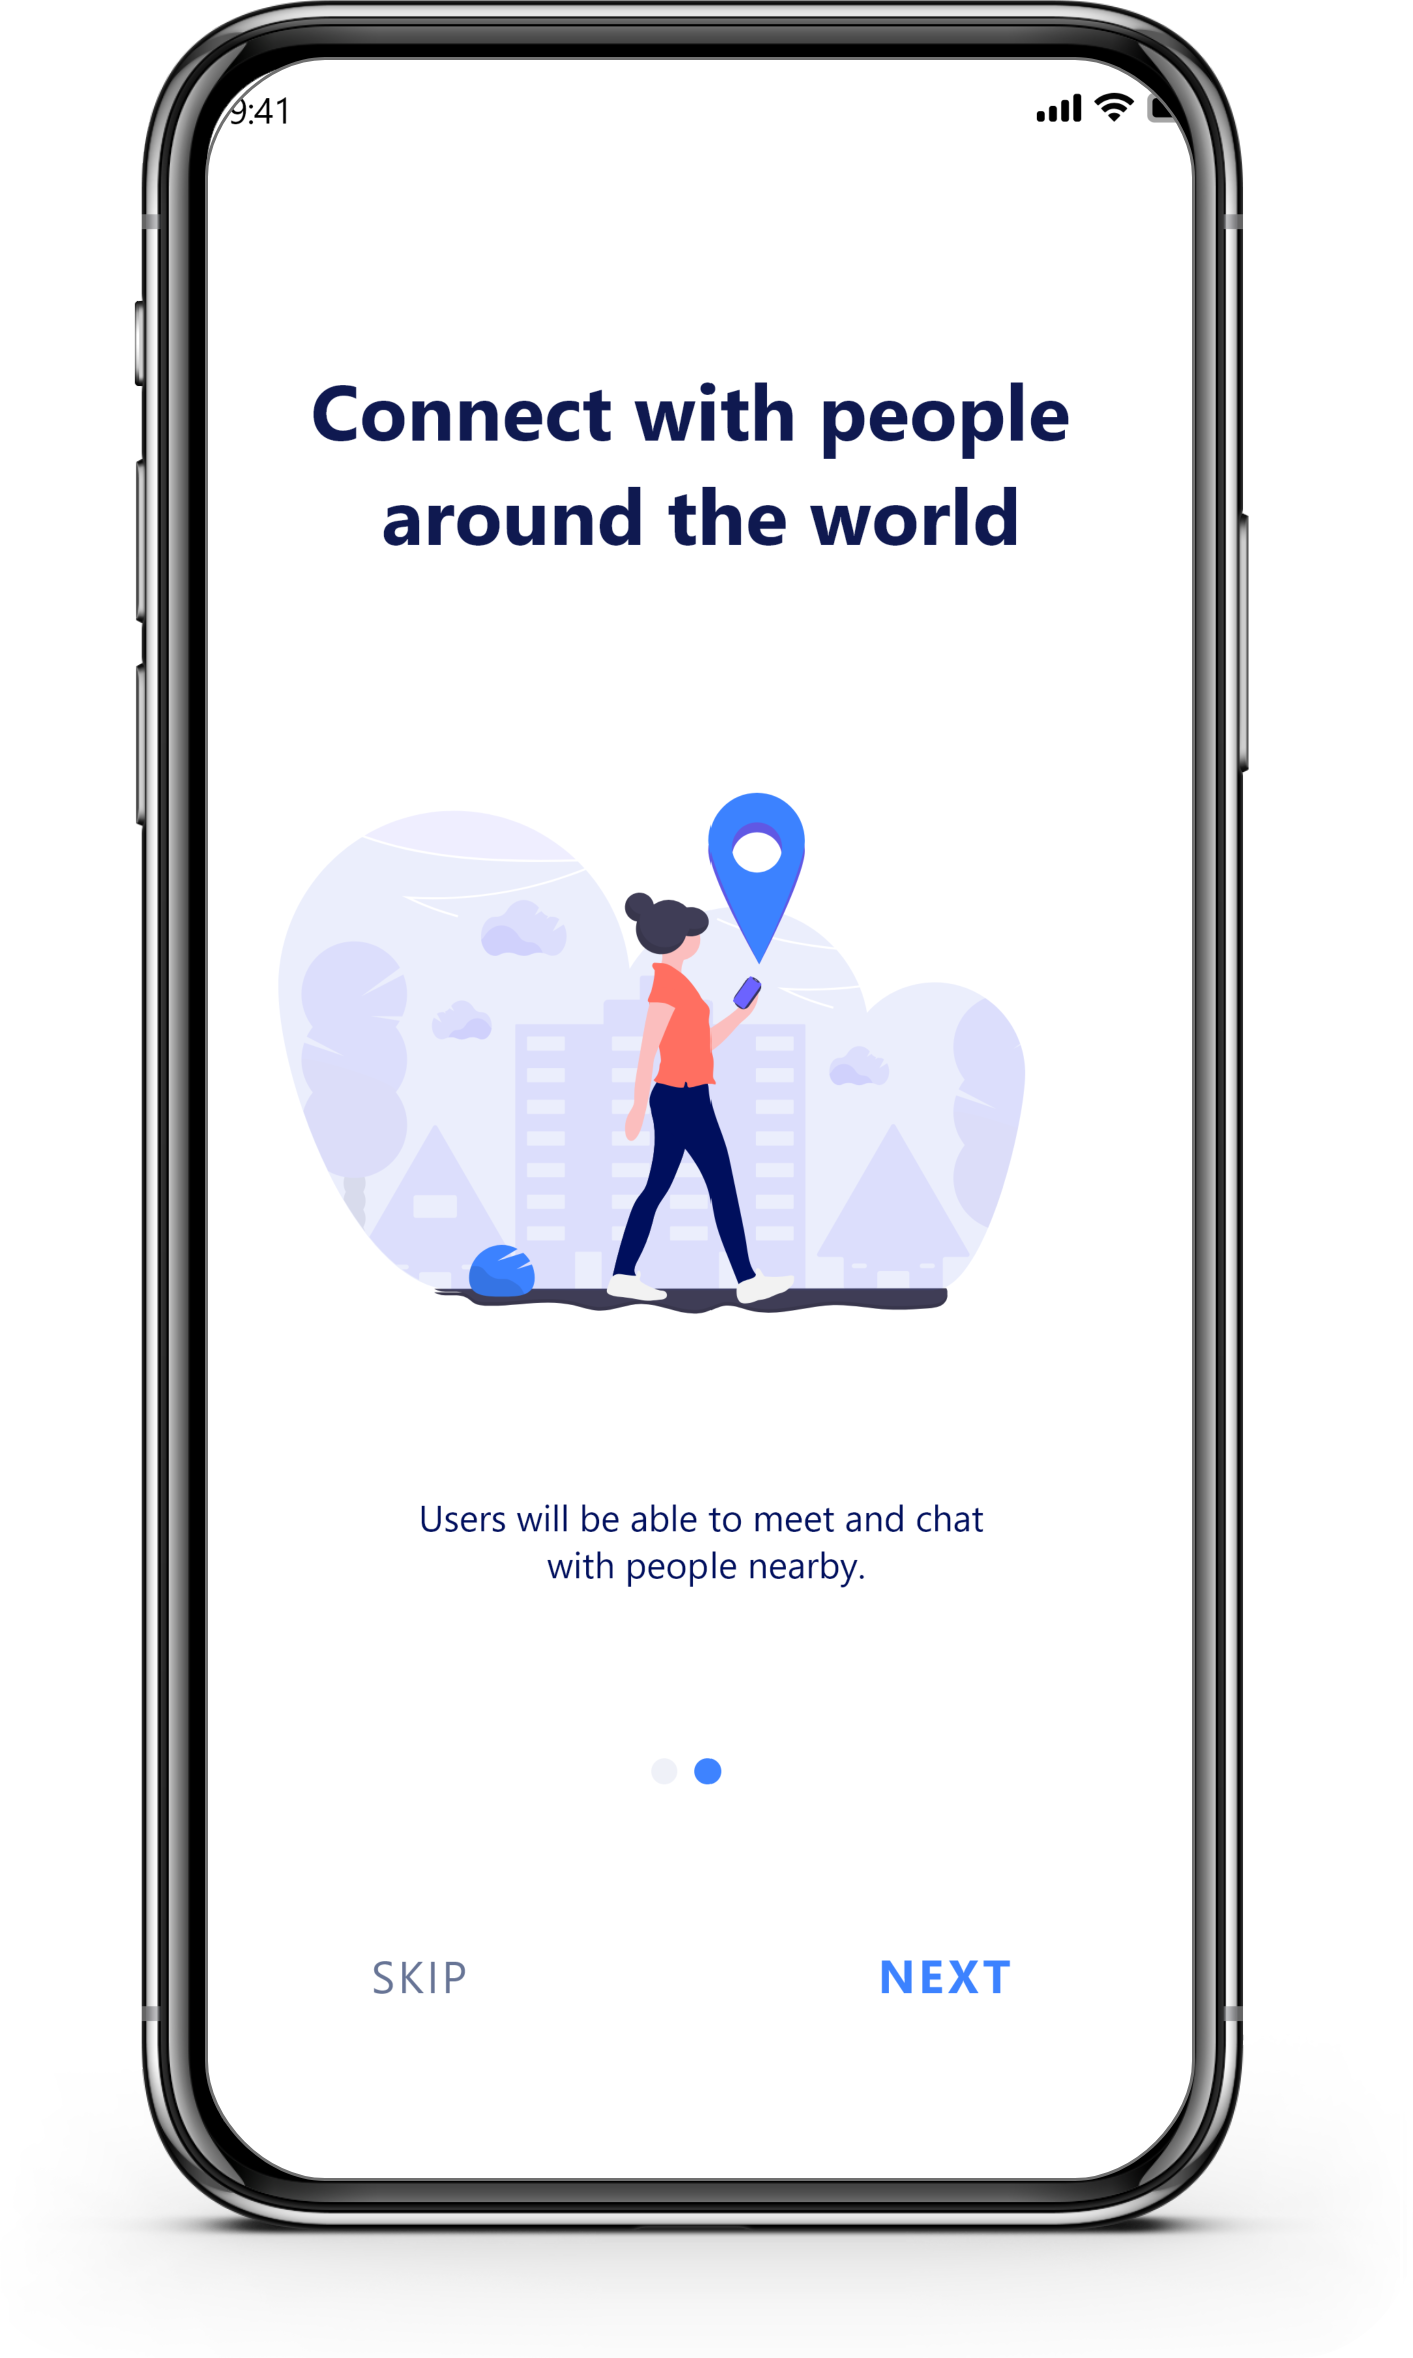 9:41
Connect with people
around the world
Users will be able to meet and chat
with people nearby.
SKIP
NEXT